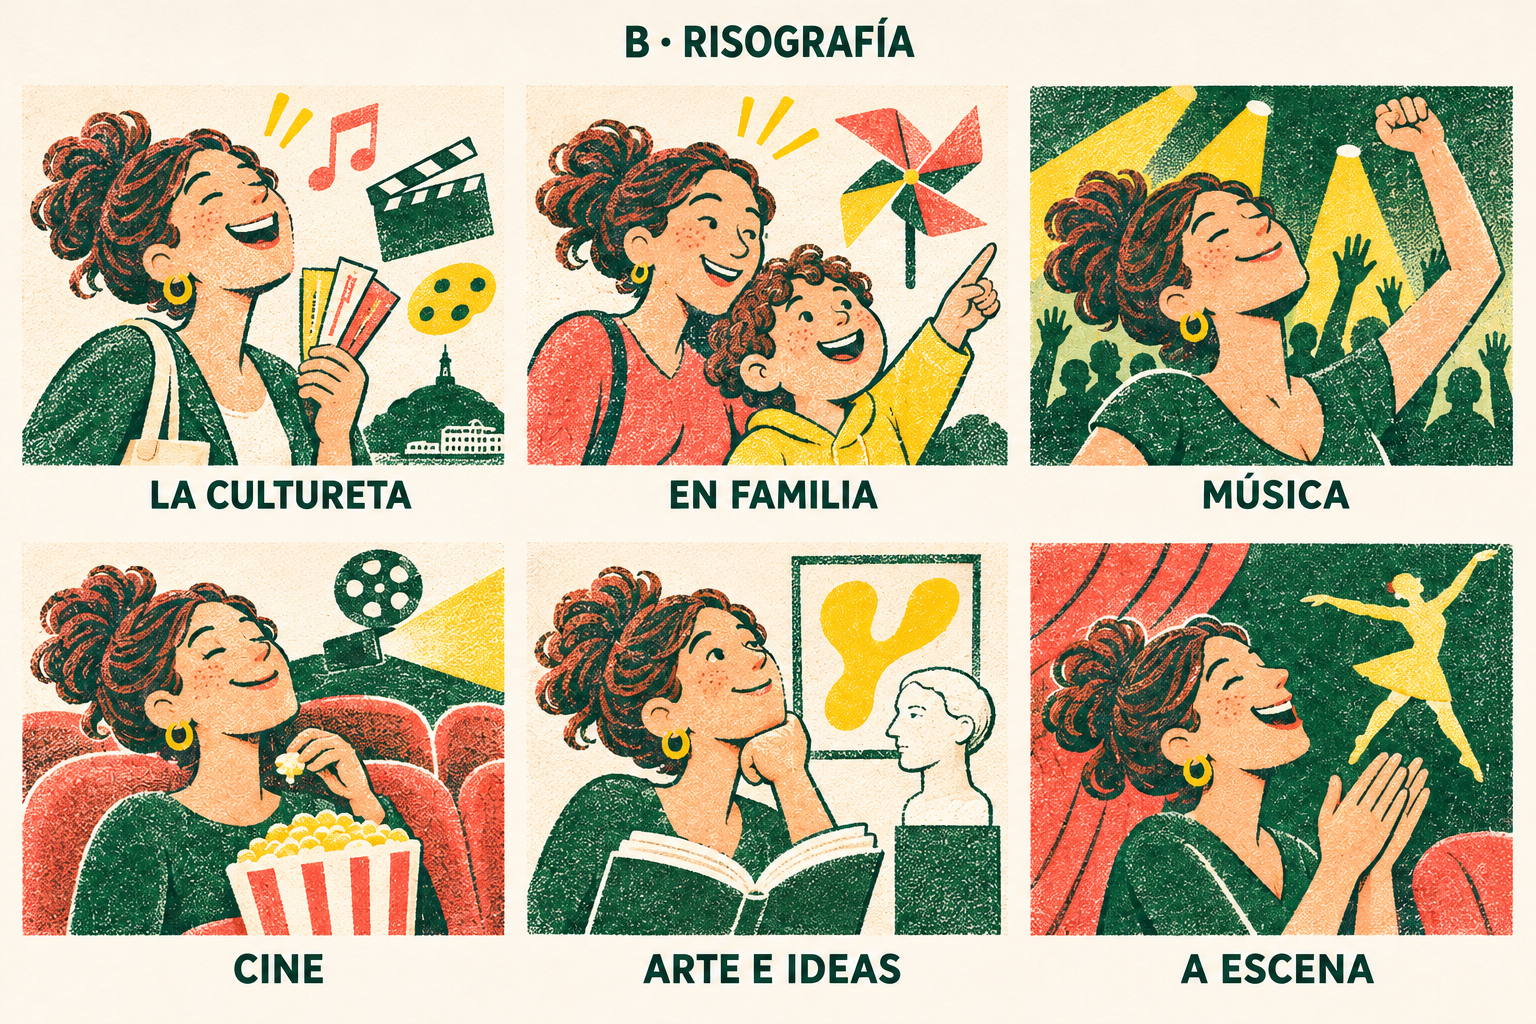 B · RISOGRAFÍA
LA CULTURETA
EN FAMILIA
MÚSICA
CINE
ARTE E IDEAS
A ESCENA